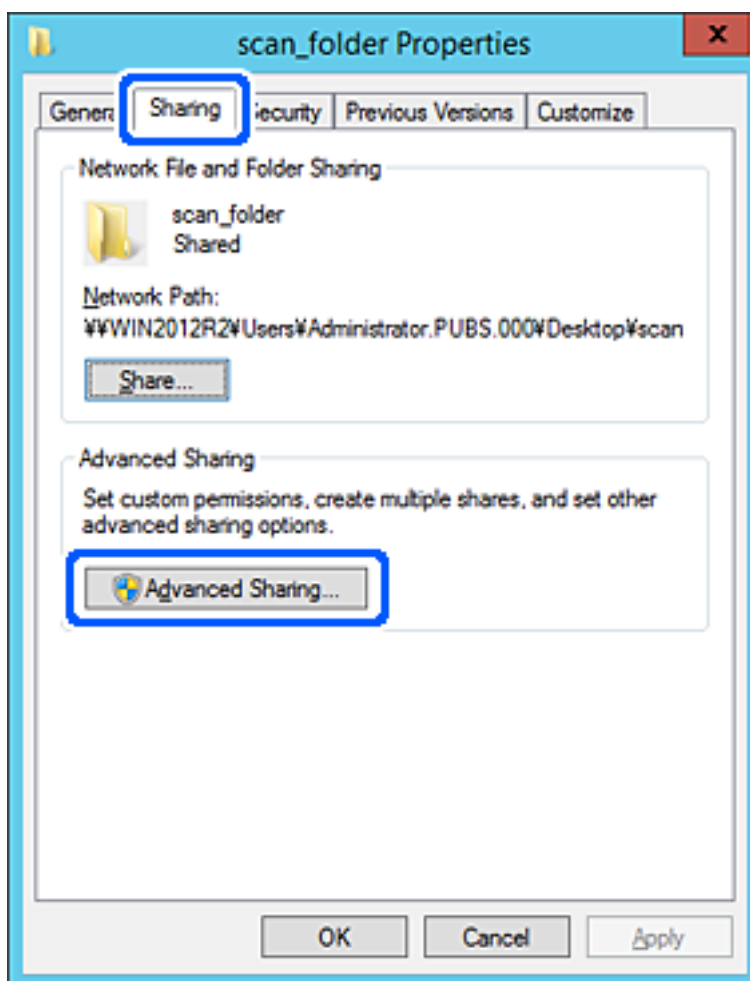 scan_folder Properties
x
General Sharing Security Previous Versions Customize
Network File and Folder Sharing
scan_folder
Shared
Network Path:
¥¥WIN2012R2¥Users¥Administrator.PUBS.000¥Desktop¥scan
Share...
Advanced Sharing
Set custom permissions, create multiple shares, and set other
advanced sharing options.
Advanced Sharing...
OK Cancel Apply